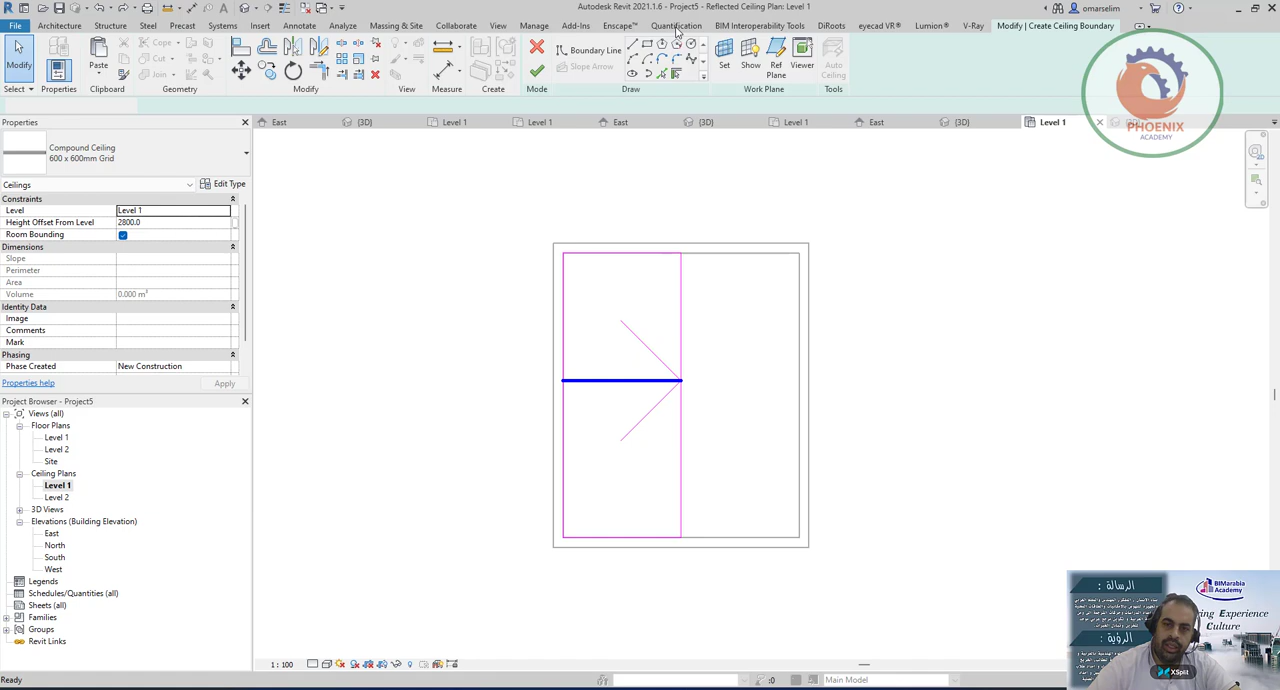 Autodesk Revit 2021.1.6 - Project5 - Reflected Ceiling Plan: Level 1
omarselim
File Architecture Structure Steel Precast Systems Insert Annotate Analyze Massing & Site Collaborate View Manage Add-Ins Enscape™ Quantification BIM Interoperability Tools DiRoots eyecad VR® Lumion® V-Ray Modify | Create Ceiling Boundary
Modify Paste Cope Cut Join Boundary Line Slope Arrow Set Show Ref Plane Viewer Auto Ceiling
Select Properties Clipboard Geometry Modify View Measure Create Mode Draw Work Plane Tools
PHOENIX
ACADEMY
Properties
East {3D} Level 1 Level 1 East {3D} Level 1 East {3D} Level 1
Compound Ceiling
600 x 600mm Grid
Ceilings Edit Type
Constraints
Level Level 1
Height Offset From Level 2800.0
Room Bounding
Dimensions
Slope
Perimeter
Area
Volume 0.000 m³
Identity Data
Image
Comments
Mark
Phasing
Phase Created New Construction
Properties help Apply
Project Browser - Project5
Views (all)
Floor Plans
Level 1
Level 2
Site
Ceiling Plans
Level 1
Level 2
3D Views
Elevations (Building Elevation)
East
North
South
West
Legends
Schedules/Quantities (all)
Sheets (all)
Families
Groups
Revit Links
1 : 100
Ready
:0
Main Model
الرسالة :
الرؤية :
BIMarabia
Academy
Experience
Culture
XSplit